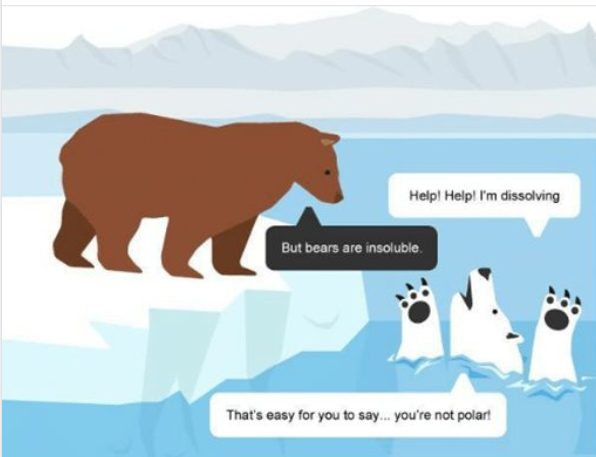 Help! Help! I'm dissolving
But bears are insoluble.
That's easy for you to say... you're not polar!